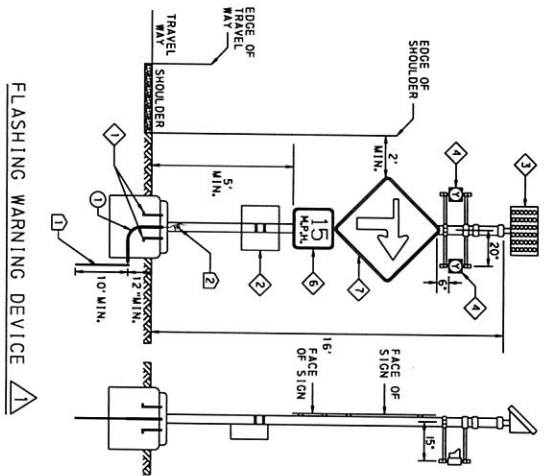 TRAVEL
WAY
SHOULDER
EDGE OF
TRAVEL
WAY
EDGE OF
SHOULDER
2'
MIN.
5'
MIN.
1
1
1
2
3
4
4
20"
6"
15
M.P.H.
6
7
2
10' MIN.
12" MIN.
16'
FACE OF
SIGN
FACE
OF SIGN
15"
FLASHING WARNING DEVICE
1